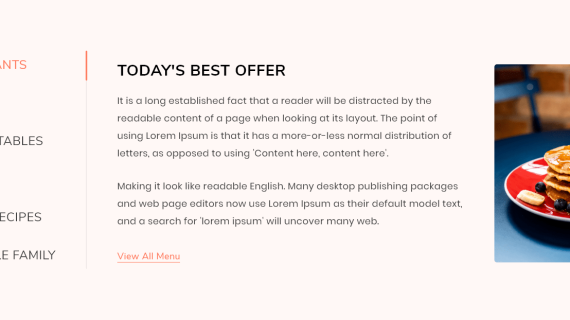 ANTS
TABLES
ECIPES
LE FAMILY
TODAY'S BEST OFFER
It is a long established fact that a reader will be distracted by the
readable content of a page when looking at its layout. The point of
using Lorem Ipsum is that it has a more-or-less normal distribution of
letters, as opposed to using 'Content here, content here'.
Making it look like readable English. Many desktop publishing packages
and web page editors now use Lorem Ipsum as their default model text,
and a search for 'lorem ipsum' will uncover many web.
View All Menu